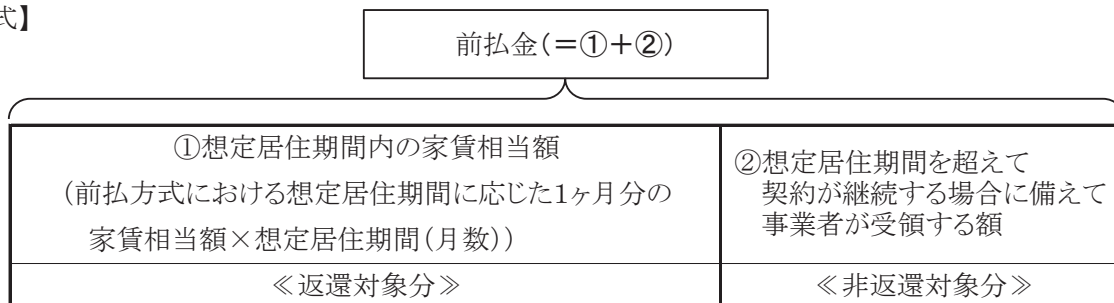 式】
前払金(=①+②)
①想定居住期間内の家賃相当額
(前払方式における想定居住期間に応じた1ヶ月分の
家賃相当額×想定居住期間(月数))
②想定居住期間を超えて
契約が継続する場合に備えて
事業者が受領する額
≪返還対象分≫
≪非返還対象分≫